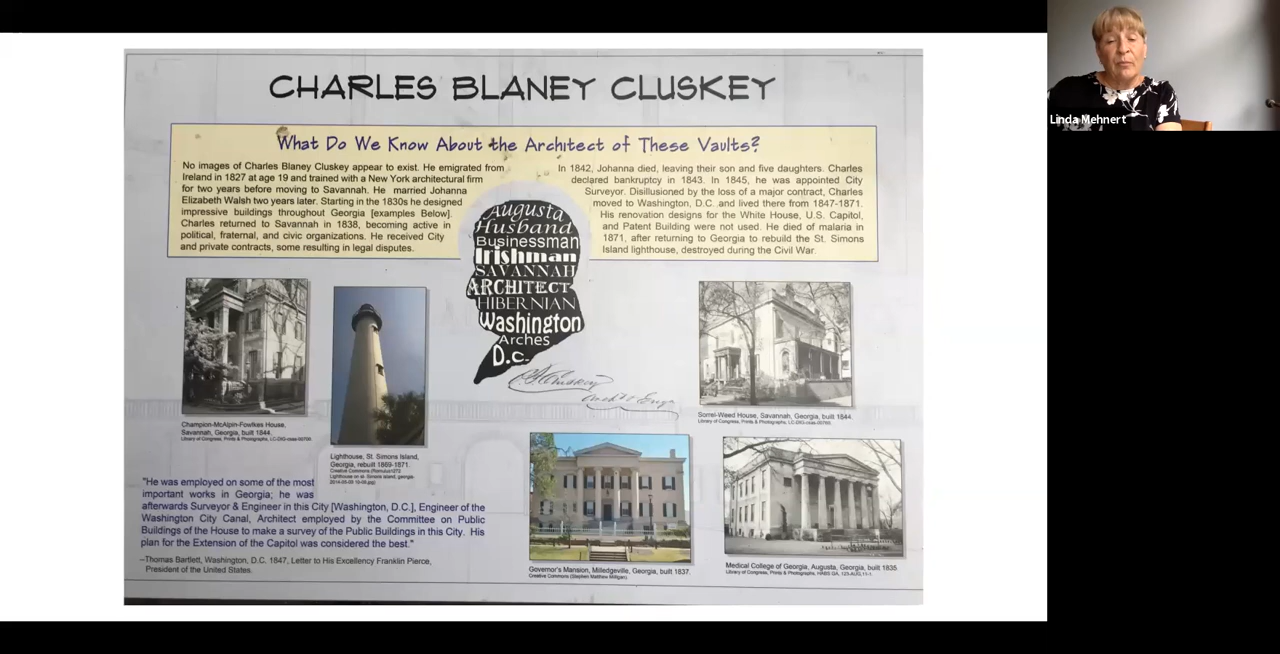 CHARLES BLANEY CLUSKEY
What Do We Know About the Architect of These Vaults?
No images of Charles Blaney Cluskey appear to exist. He emigrated from
Ireland in 1827 at age 19 and trained with a New York architectural firm
for two years before moving to Savannah. He married Johanna
Elizabeth Walsh two years later. Starting in the 1830s he designed
impressive buildings throughout Georgia [examples Below].
Charles returned to Savannah in 1838, becoming active in
political, fraternal, and civic organizations. He received City
and private contracts, some resulting in legal disputes.
In 1842, Johanna died, leaving their son and five daughters. Charles
declared bankruptcy in 1843. In 1845, he was appointed City
Surveyor. Disillusioned by the loss of a major contract, Charles
moved to Washington, D.C. and lived there from 1847-1871.
His renovation designs for the White House, U.S. Capitol,
and Patent Building were not used. He died of malaria in
1871, after returning to Georgia to rebuild the St. Simons
Island lighthouse, destroyed during the Civil War.
Augusta
Husband
Businessman
Irishman
SAVANNAH
ARCHITECT
HIBERNIAN
Washington
Arches
D.C.
Champion-McAlpin-Fowlkes House,
Savannah, Georgia, built 1844.
Lighthouse, St. Simons Island,
Georgia, rebuilt 1869-1871.
Sorrel-Weed House, Savannah, Georgia, built 1844.
"He was employed on some of the most
important works in Georgia; he was
afterwards Surveyor & Engineer in this City [Washington, D.C.], Engineer of the
Washington City Canal, Architect employed by the Committee on Public
Buildings of the House to make a survey of the Public Buildings in this City. His
plan for the Extension of the Capitol was considered the best."
--Thomas Bartlett, Washington, D.C. 1847, Letter to His Excellency Franklin Pierce,
President of the United States.
Governor's Mansion, Milledgeville, Georgia, built 1837.
Creative Commons (Stephen Matthew Milligan).
Medical College of Georgia, Augusta, Georgia, built 1835
Linda Mehnert